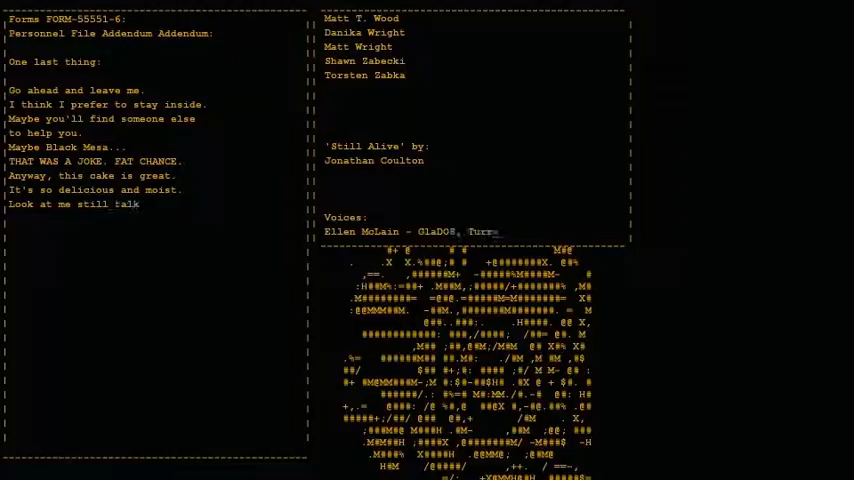 Forms FORM-55551-6:
Personnel File Addendum Addendum:
One last thing:
Go ahead and leave me.
I think I prefer to stay inside.
Maybe you'll find someone else
to help you.
Maybe Black Mesa...
THAT WAS A JOKE. FAT CHANCE.
Anyway, this cake is great.
It's so delicious and moist.
Look at me still talk
Matt T. Wood
Danika Wright
Matt Wright
Shawn Zabecki
Torsten Zabka
'Still Alive' by:
Jonathan Coulton
Voices:
Ellen McLain - GlaDOS, Turr